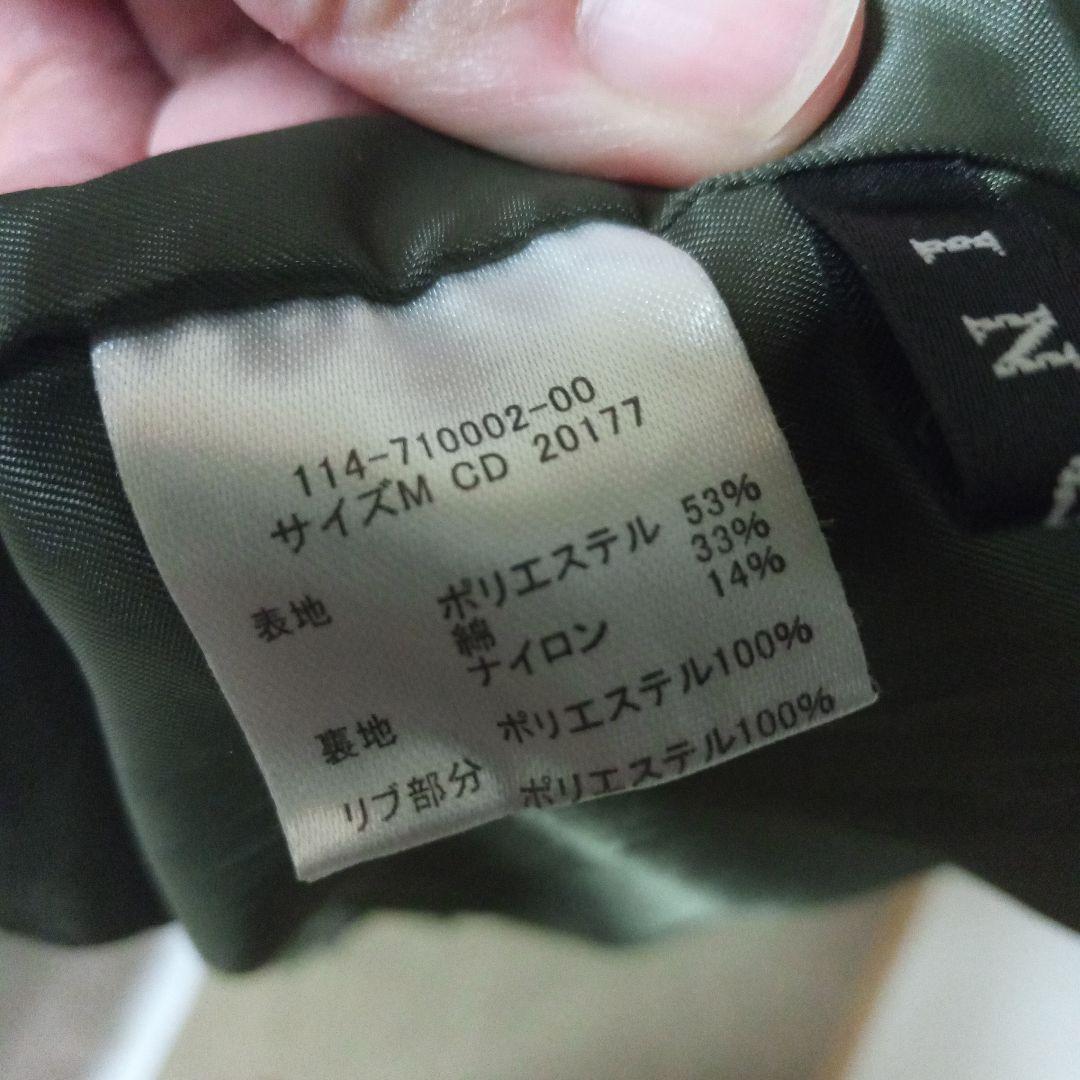 114-710002-00
サイズM CD 20177
表地 ポリエステル 53%
綿 33%
ナイロン 14%
裏地 ポリエステル100%
リブ部分 ポリエステル100%
I N